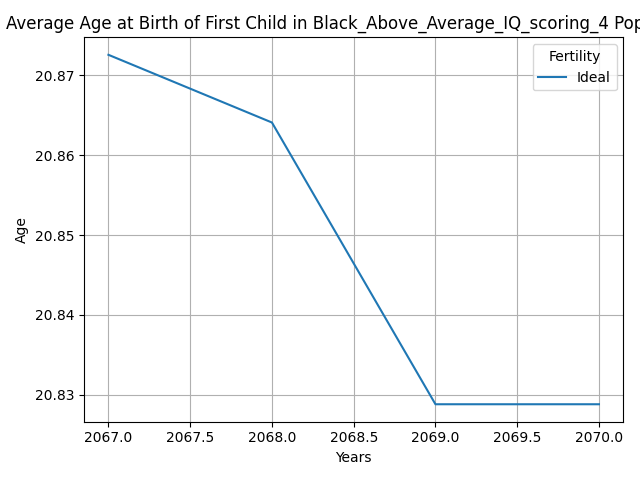 Average Age at Birth of First Child in Black_Above_Average_IQ_scoring_4 Pop
Fertility
Ideal
20.87
20.86
20.85
20.84
20.83
Age
2067.0 2067.5 2068.0 2068.5 2069.0 2069.5 2070.0
Years